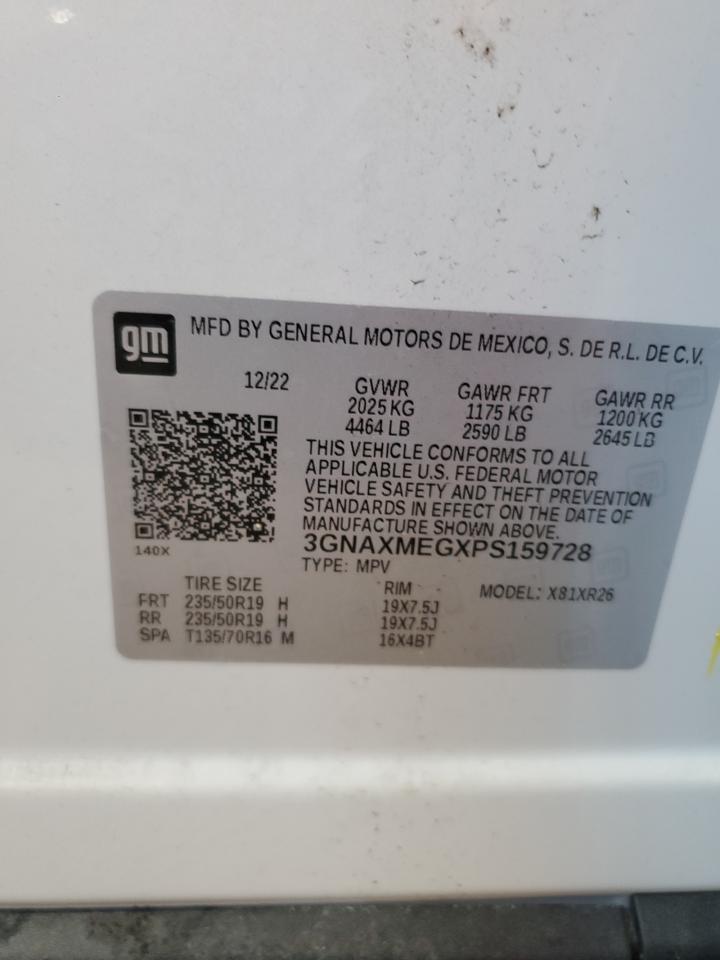 gm
MFD BY GENERAL MOTORS DE MEXICO, S. DE R.L. DE C.V.
12/22 GVWR GAWR FRT GAWR RR
2025 KG 1175 KG 1200 KG
4464 LB 2590 LB 2645 LB
THIS VEHICLE CONFORMS TO ALL
APPLICABLE U.S. FEDERAL MOTOR
VEHICLE SAFETY AND THEFT PREVENTION
STANDARDS IN EFFECT ON THE DATE OF
MANUFACTURE SHOWN ABOVE.
140X
3GNAXMEGXPS159728
TYPE: MPV
TIRE SIZE RIM MODEL: X81XR26
FRT 235/50R19 H 19X7.5J
RR 235/50R19 H 19X7.5J
SPA T135/70R16 M 16X4BT